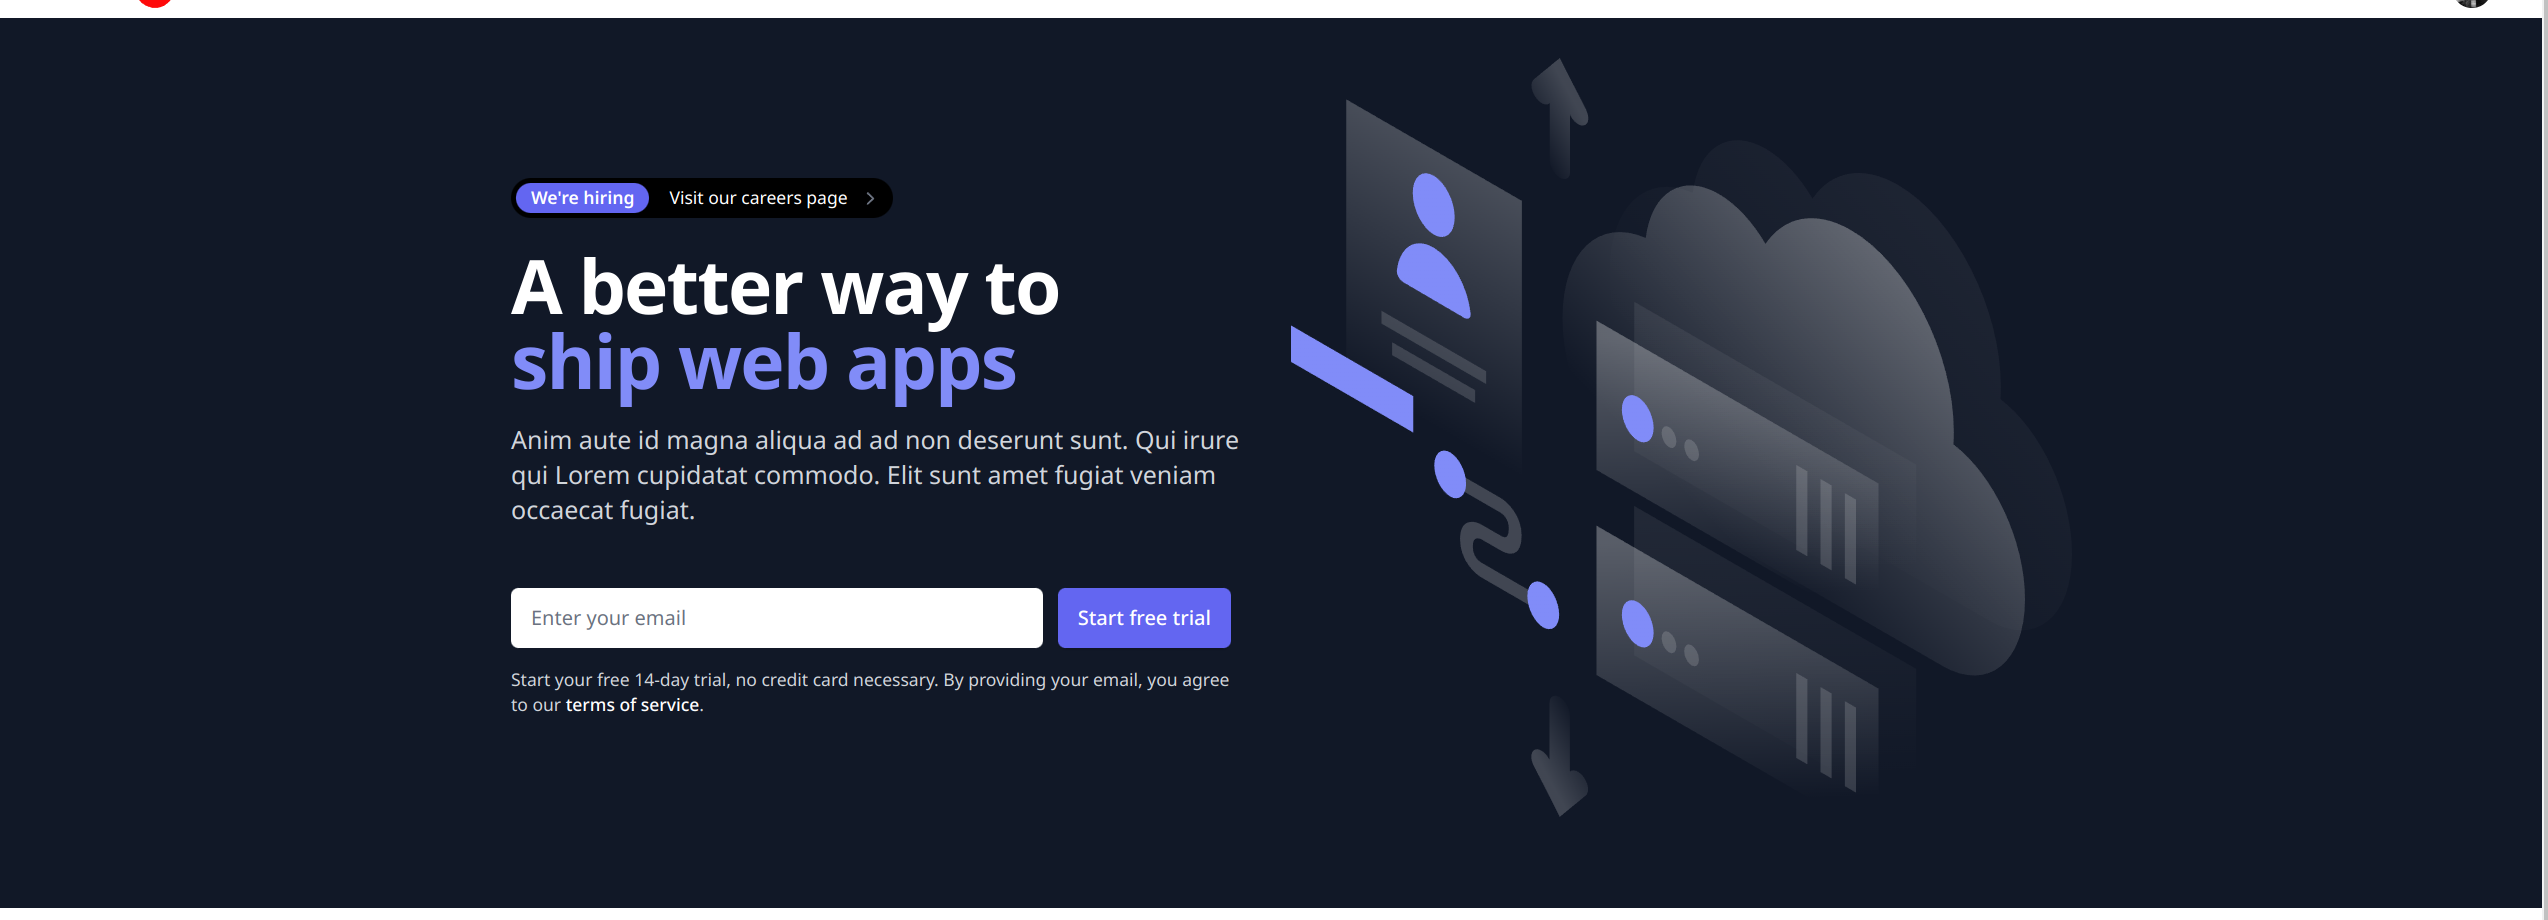 We're hiring Visit our careers page
A better way to
ship web apps
Anim aute id magna aliqua ad ad non deserunt sunt. Qui irure
qui Lorem cupidatat commodo. Elit sunt amet fugiat veniam
occaecat fugiat.
Enter your email Start free trial
Start your free 14-day trial, no credit card necessary. By providing your email, you agree
to our terms of service.